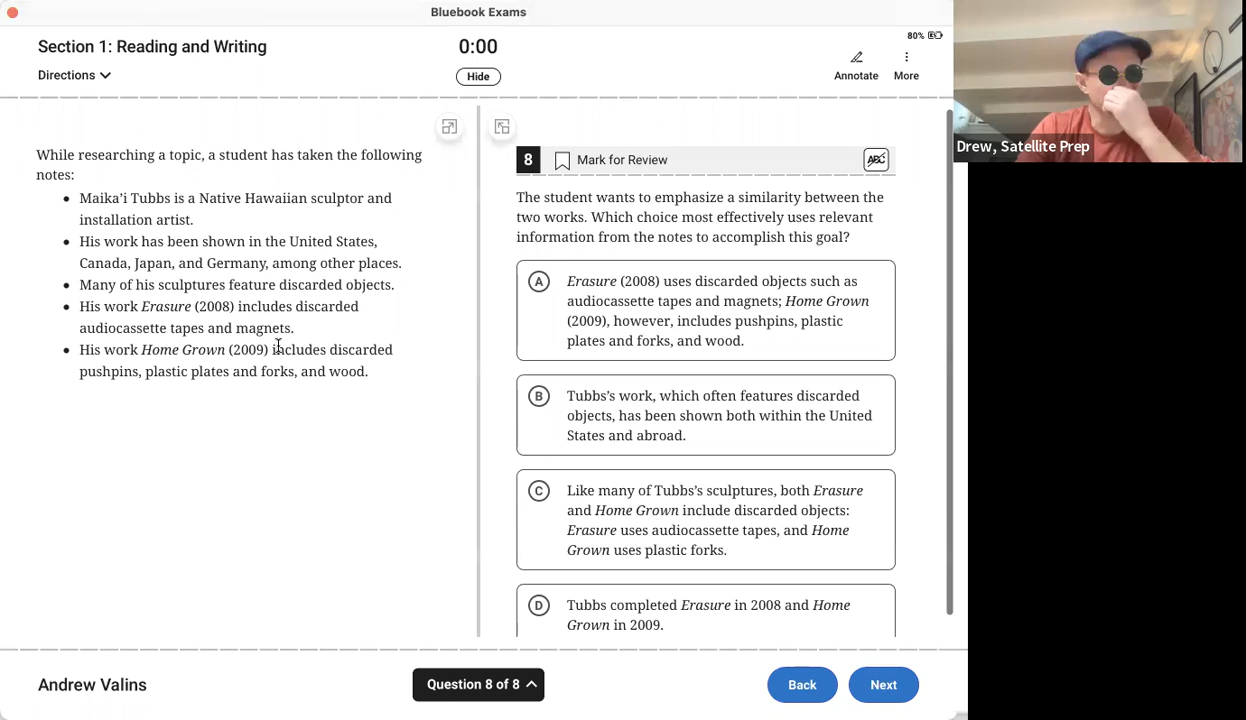 Bluebook Exams
Section 1: Reading and Writing
0:00
80%
Directions
Hide
Annotate
More
While researching a topic, a student has taken the following
notes:
• Maika’i Tubbs is a Native Hawaiian sculptor and
installation artist.
• His work has been shown in the United States,
Canada, Japan, and Germany, among other places.
• Many of his sculptures feature discarded objects.
• His work Erasure (2008) includes discarded
audiocassette tapes and magnets.
• His work Home Grown (2009) includes discarded
pushpins, plastic plates and forks, and wood.
8 Mark for Review ABC
The student wants to emphasize a similarity between the
two works. Which choice most effectively uses relevant
information from the notes to accomplish this goal?
A Erasure (2008) uses discarded objects such as
audiocassette tapes and magnets; Home Grown
(2009), however, includes pushpins, plastic
plates and forks, and wood.
B Tubbs’s work, which often features discarded
objects, has been shown both within the United
States and abroad.
C Like many of Tubbs’s sculptures, both Erasure
and Home Grown include discarded objects:
Erasure uses audiocassette tapes, and Home
Grown uses plastic forks.
D Tubbs completed Erasure in 2008 and Home
Grown in 2009.
Andrew Valins
Question 8 of 8
Back
Next
Drew, Satellite Prep